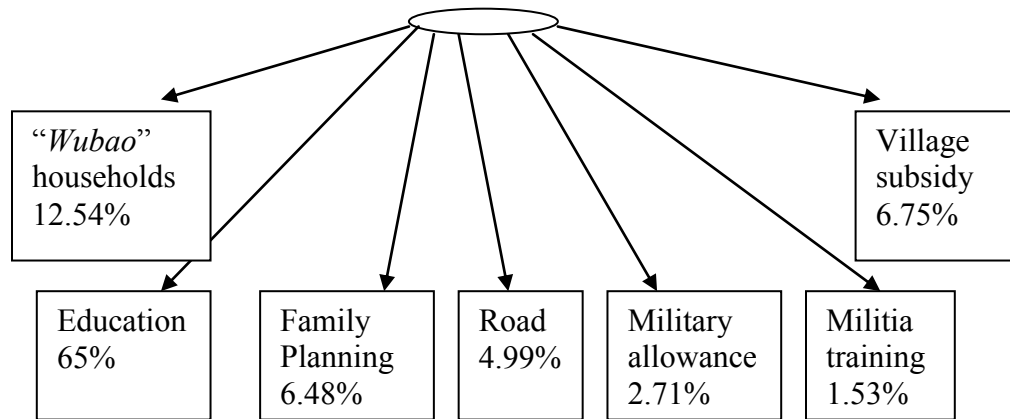 “Wubao”
households
12.54%
Village
subsidy
6.75%
Education
65%
Family
Planning
6.48%
Road
4.99%
Military
allowance
2.71%
Militia
training
1.53%